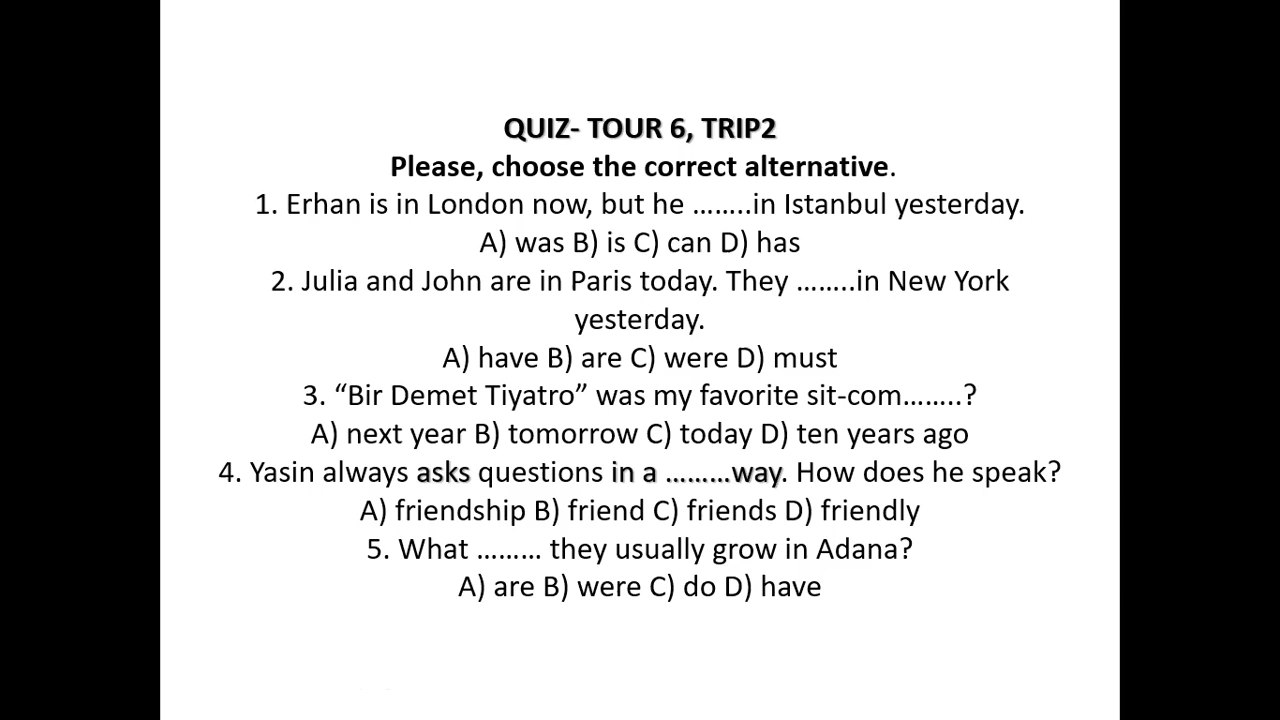 QUIZ- TOUR 6, TRIP2
Please, choose the correct alternative.
1. Erhan is in London now, but he ……..in Istanbul yesterday.
A) was B) is C) can D) has
2. Julia and John are in Paris today. They ……..in New York
yesterday.
A) have B) are C) were D) must
3. “Bir Demet Tiyatro” was my favorite sit-com……..?
A) next year B) tomorrow C) today D) ten years ago
4. Yasin always asks questions in a ………way. How does he speak?
A) friendship B) friend C) friends D) friendly
5. What ……… they usually grow in Adana?
A) are B) were C) do D) have